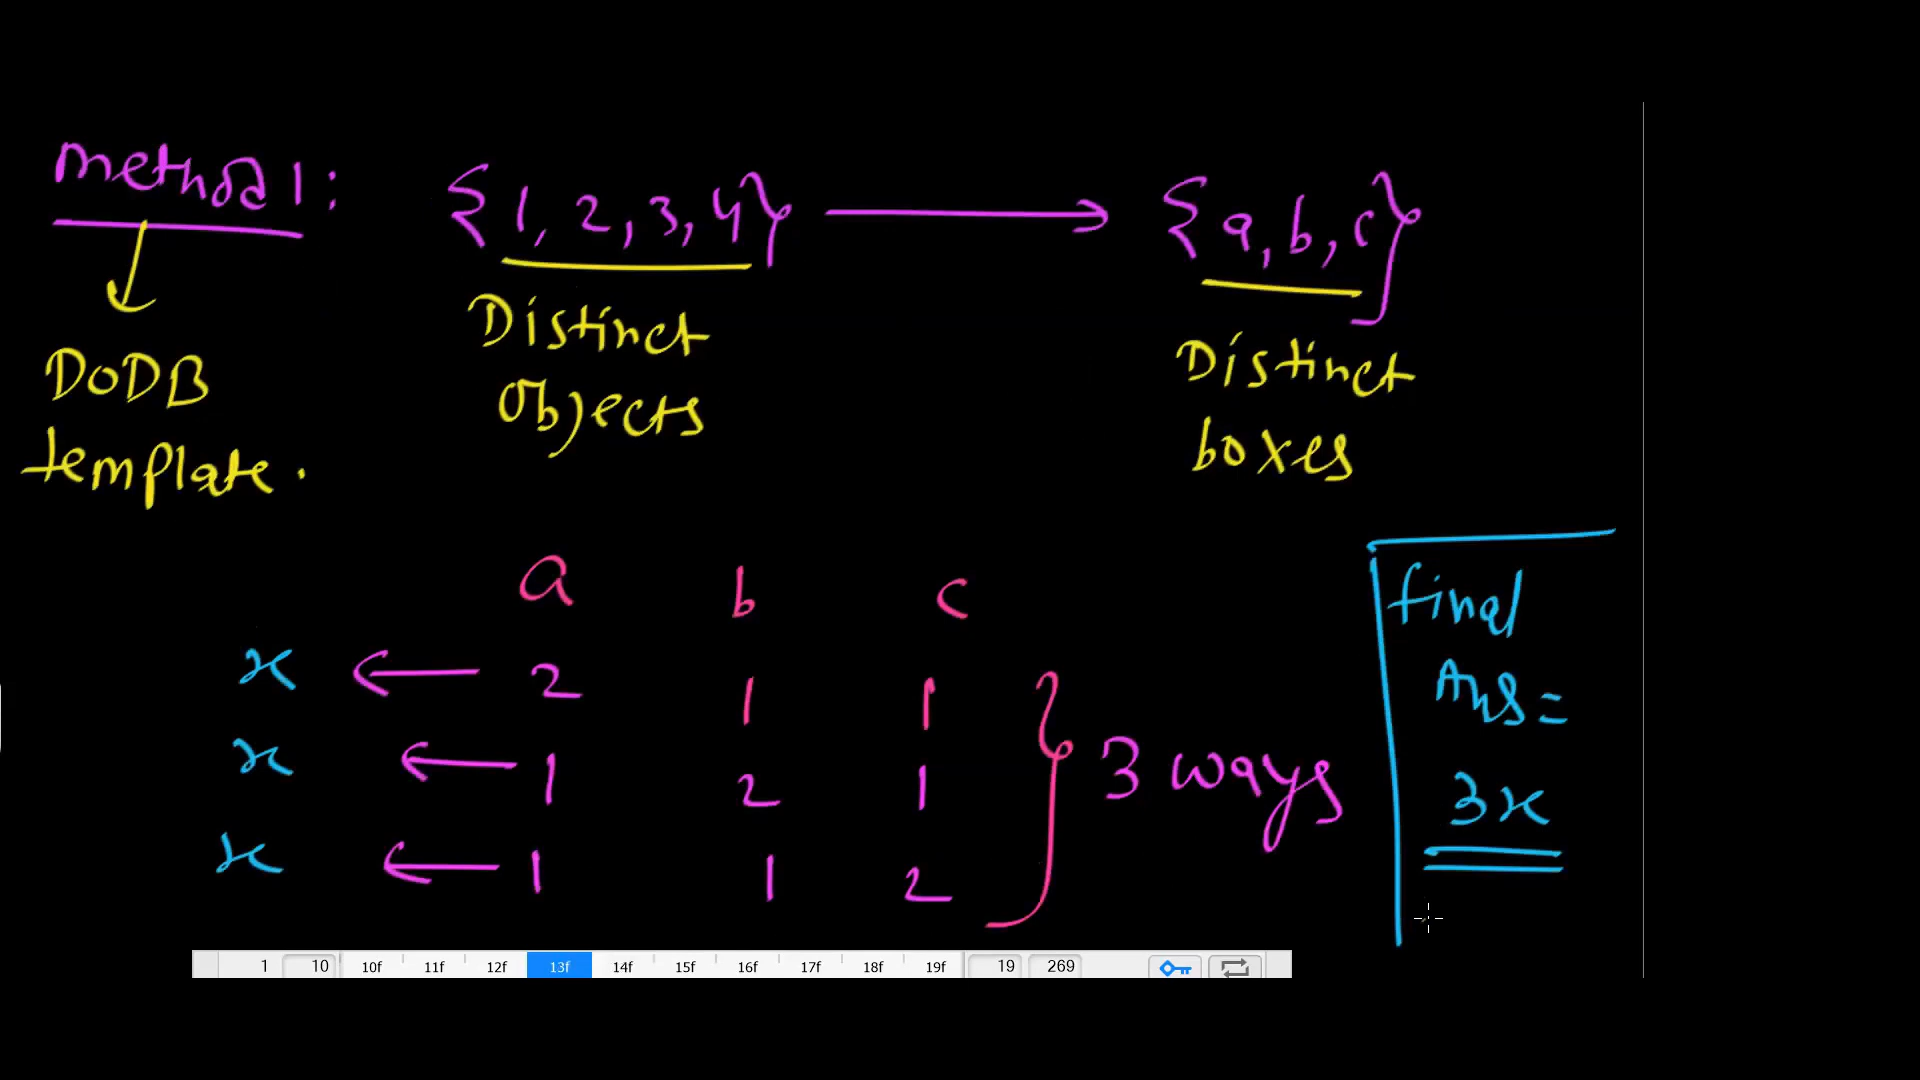 method 1: {1, 2, 3, 4} → {a, b, c}
Distinct
Objects
Distinct
boxes
DODB
template.
a b c
x ← 2 1 1
x ← 1 2 1
x ← 1 1 2
3 ways
final
Ans =
3x
1 10 10f 11f 12f 13f 14f 15f 16f 17f 18f 19f 19 269